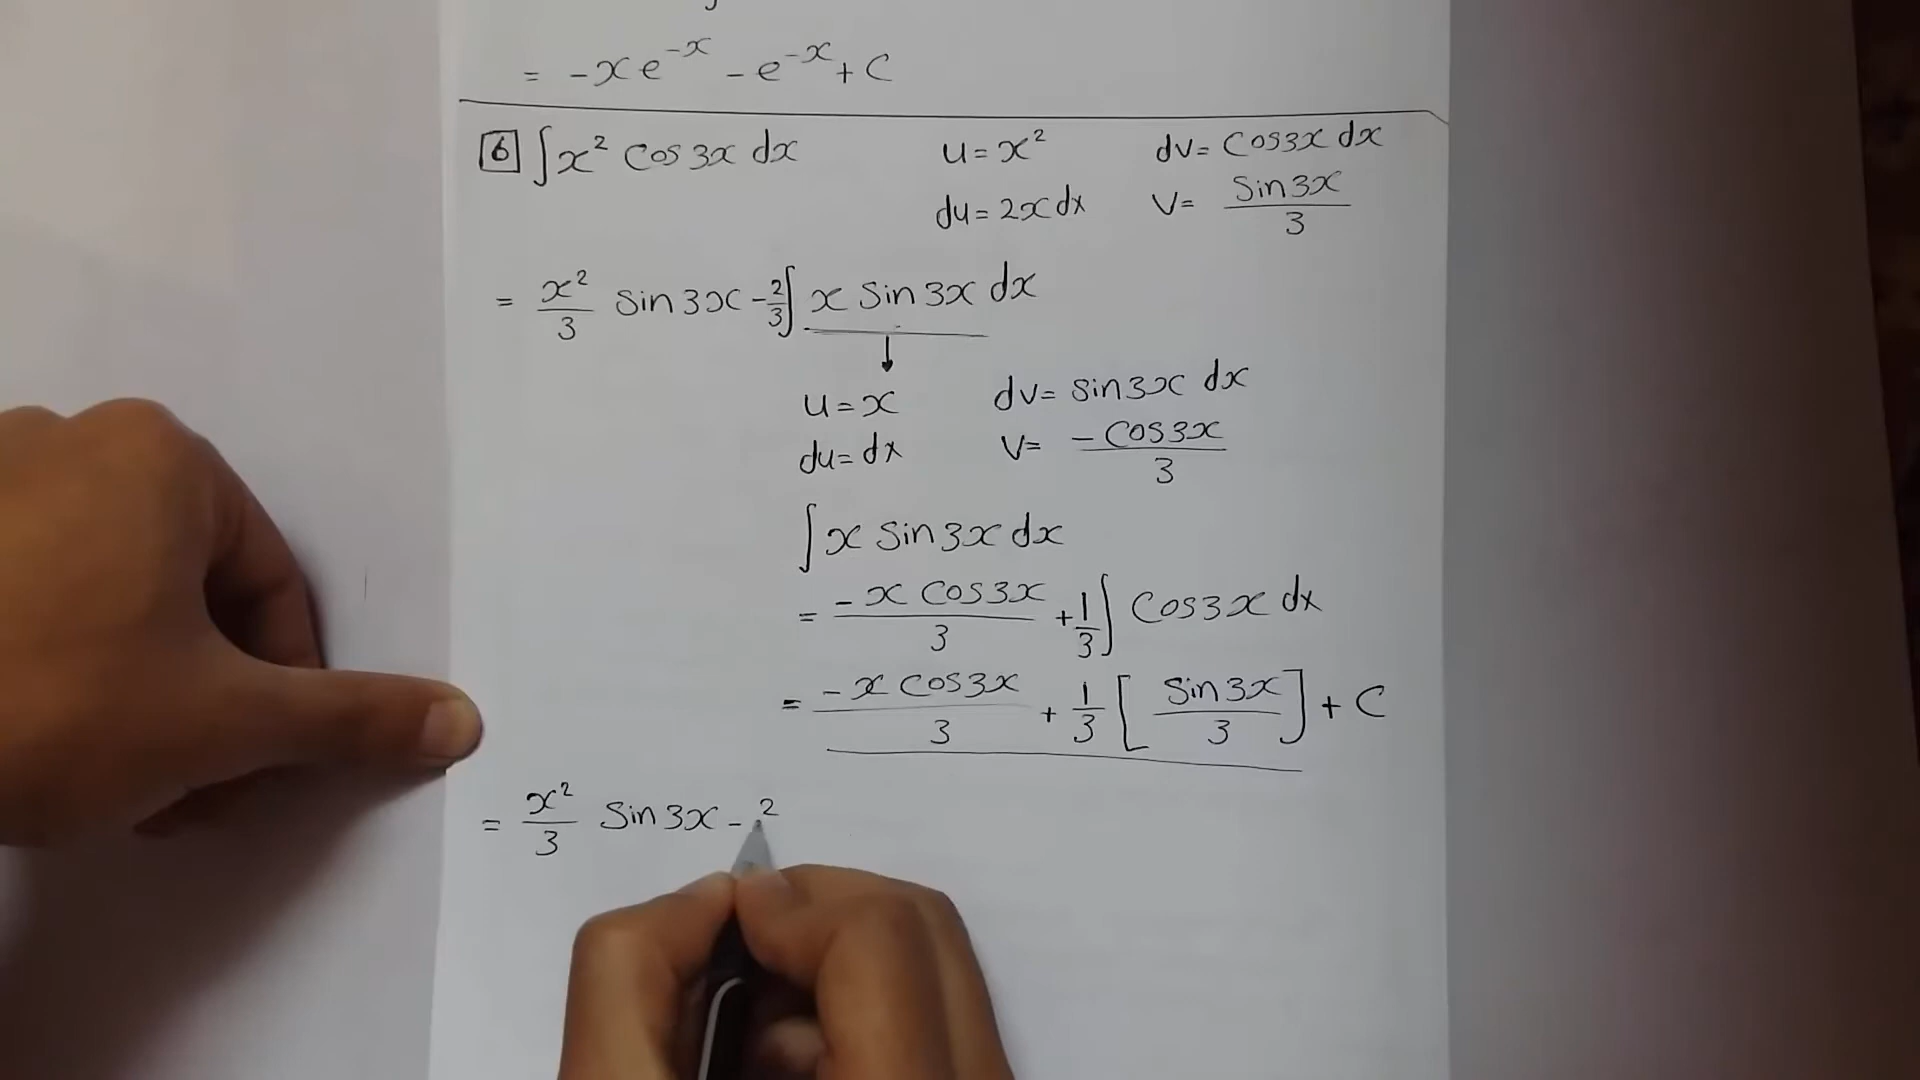 = -xe^-x - e^-x + C
6 ∫x² cos 3x dx u = x² dv = cos3x dx
du = 2x dx v = sin3x/3
= x²/3 sin 3x - 2/3 ∫ x sin 3x dx
↓
u = x dv = sin3x dx
du = dx v = -cos3x/3
∫ x sin 3x dx
= -x cos3x/3 + 1/3 ∫ cos3x dx
= -x cos3x/3 + 1/3 [ sin 3x/3 ] + C
= x²/3 sin 3x - 2